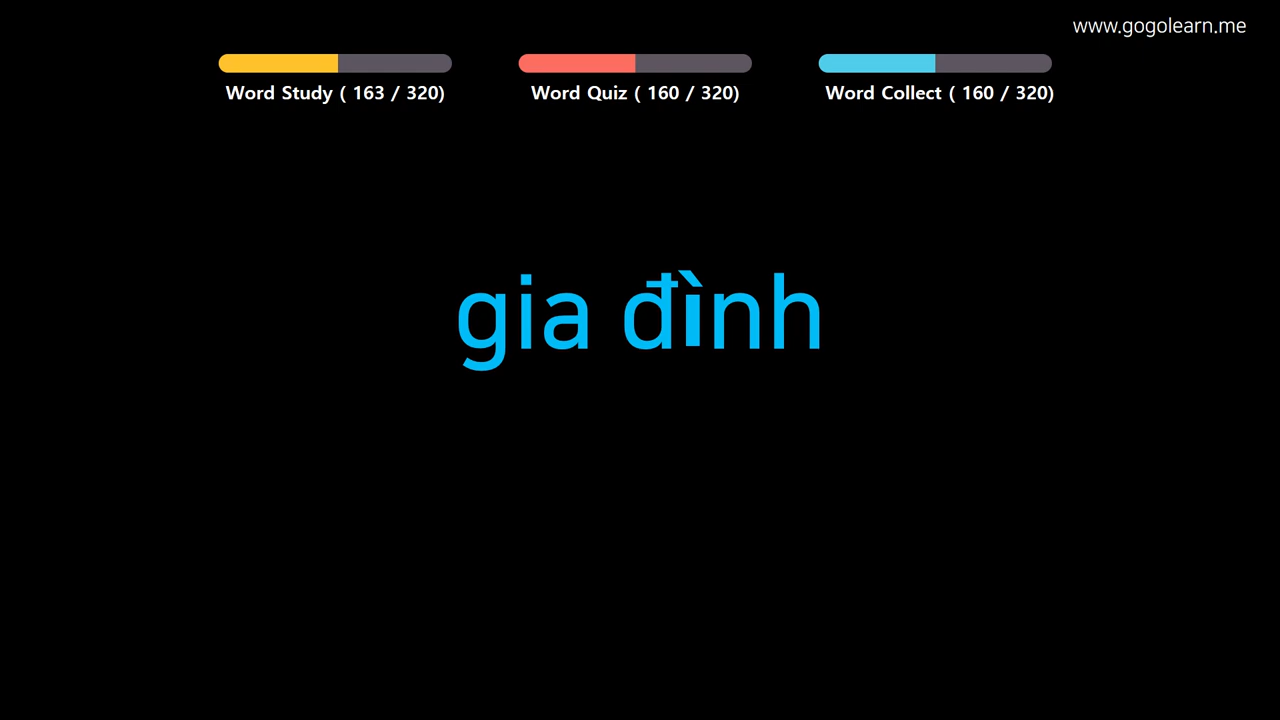 www.gogolearn.me
Word Study ( 163 / 320)
Word Quiz ( 160 / 320)
Word Collect ( 160 / 320)
gia đình